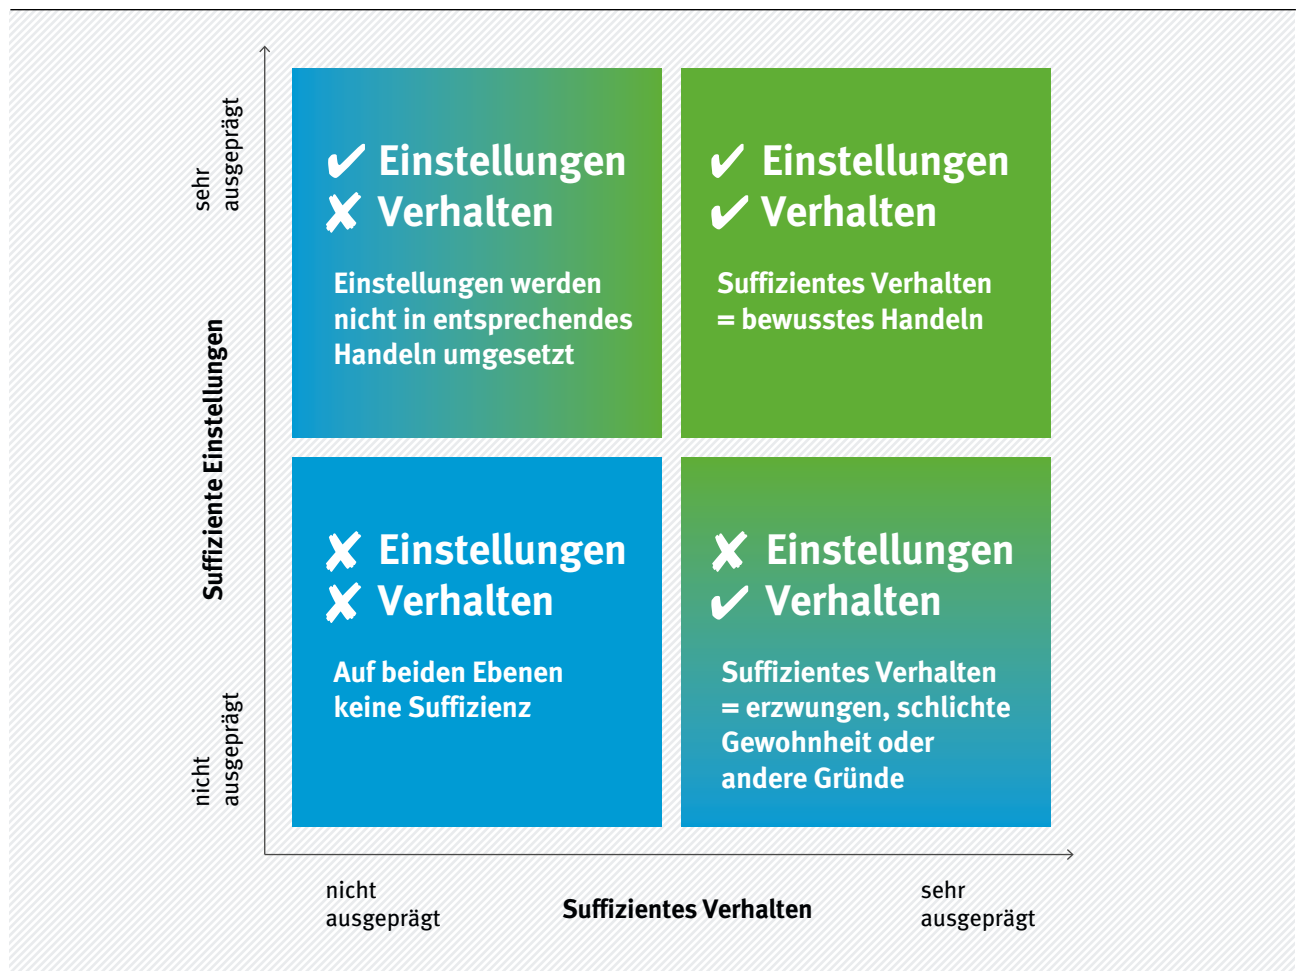 sehr
ausgeprägt
Suffiziente Einstellungen
nicht
ausgeprägt
✔ Einstellungen
✘ Verhalten
Einstellungen werden
nicht in entsprechendes
Handeln umgesetzt
✔ Einstellungen
✔ Verhalten
Suffizientes Verhalten
= bewusstes Handeln
✘ Einstellungen
✘ Verhalten
Auf beiden Ebenen
keine Suffizienz
✘ Einstellungen
✔ Verhalten
Suffizientes Verhalten
= erzwungen, schlichte
Gewohnheit oder
andere Gründe
nicht
ausgeprägt
Suffizientes Verhalten
sehr
ausgeprägt